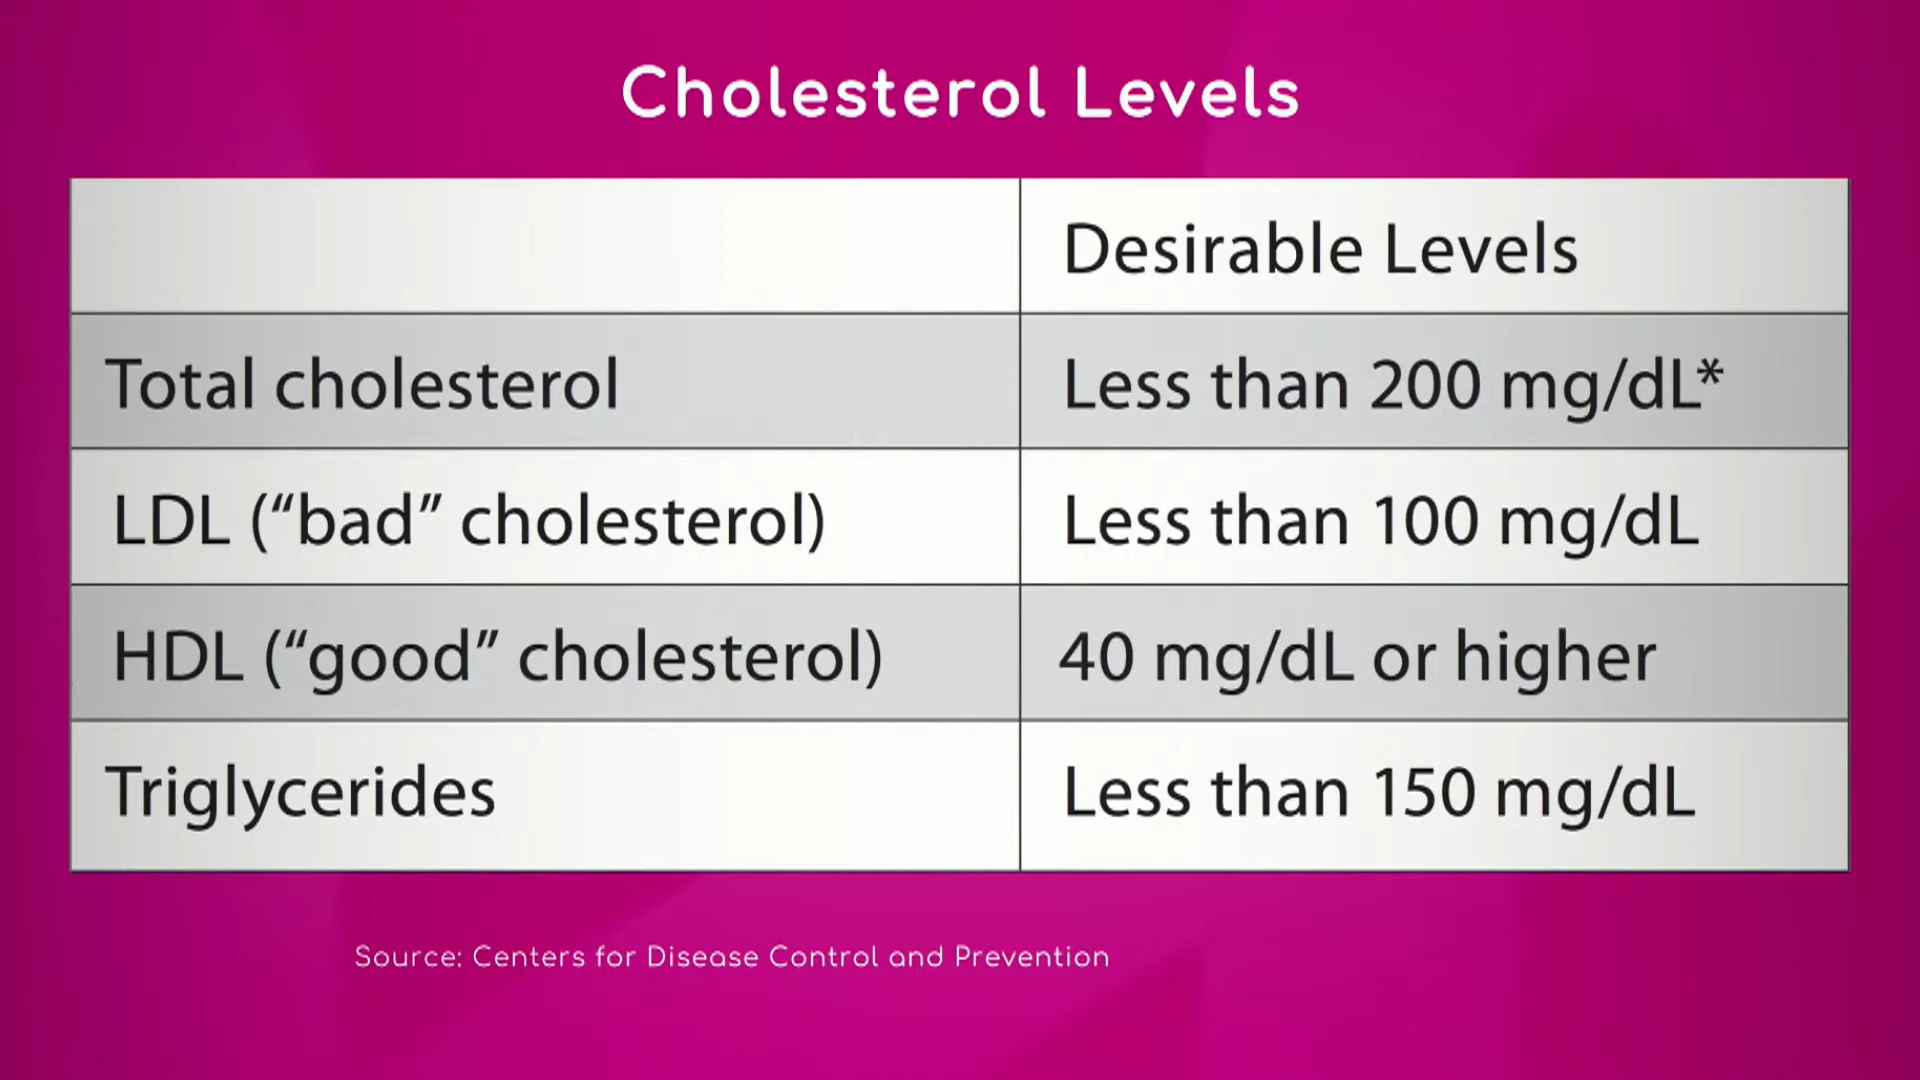 Cholesterol Levels
Desirable Levels
Total cholesterol Less than 200 mg/dL*
LDL (“bad” cholesterol) Less than 100 mg/dL
HDL (“good” cholesterol) 40 mg/dL or higher
Triglycerides Less than 150 mg/dL
Source: Centers for Disease Control and Prevention